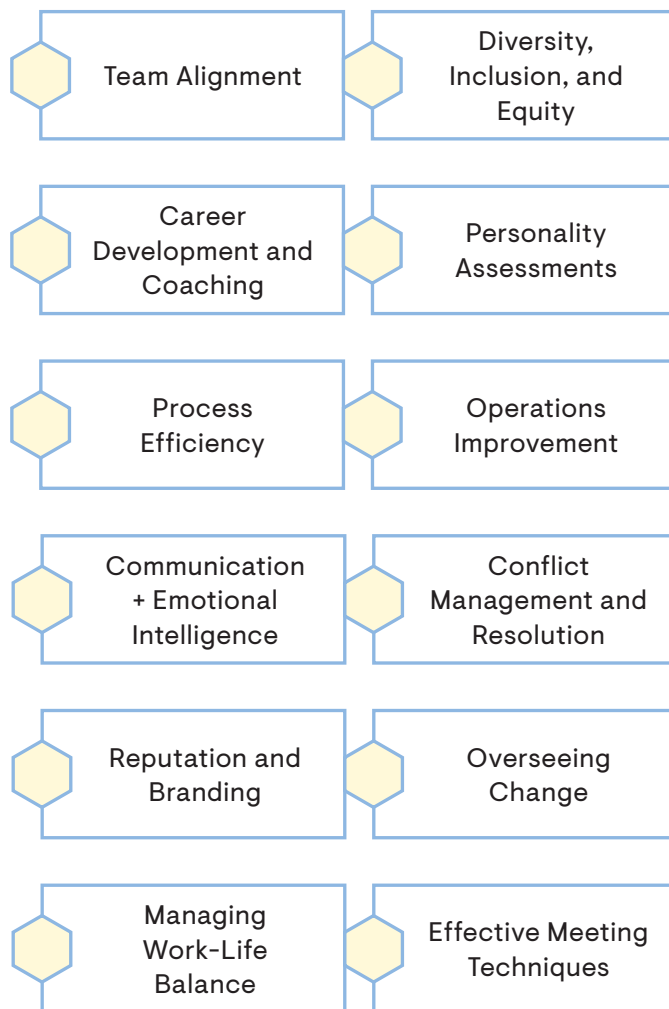 Team Alignment
Diversity,
Inclusion, and
Equity
Career
Development and
Coaching
Personality
Assessments
Process
Efficiency
Operations
Improvement
Communication
+ Emotional
Intelligence
Conflict
Management and
Resolution
Reputation and
Branding
Overseeing
Change
Managing
Work-Life
Balance
Effective Meeting
Techniques